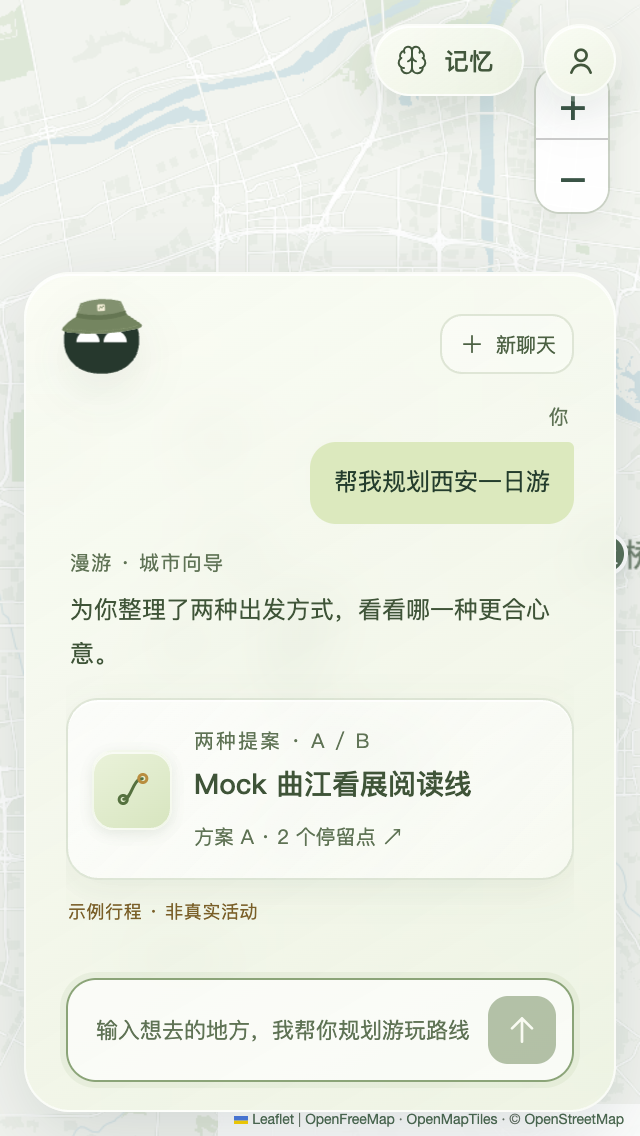 记忆
+
−
+ 新聊天
你
帮我规划西安一日游
漫游 · 城市向导
为你整理了两种出发方式，看看哪一种更合心
意。
两种提案 · A / B
Mock 曲江看展阅读线
方案 A · 2 个停留点 ↗
示例行程 · 非真实活动
输入想去的地方，我帮你规划游玩路线
Leaflet | OpenFreeMap · OpenMapTiles · © OpenStreetMap